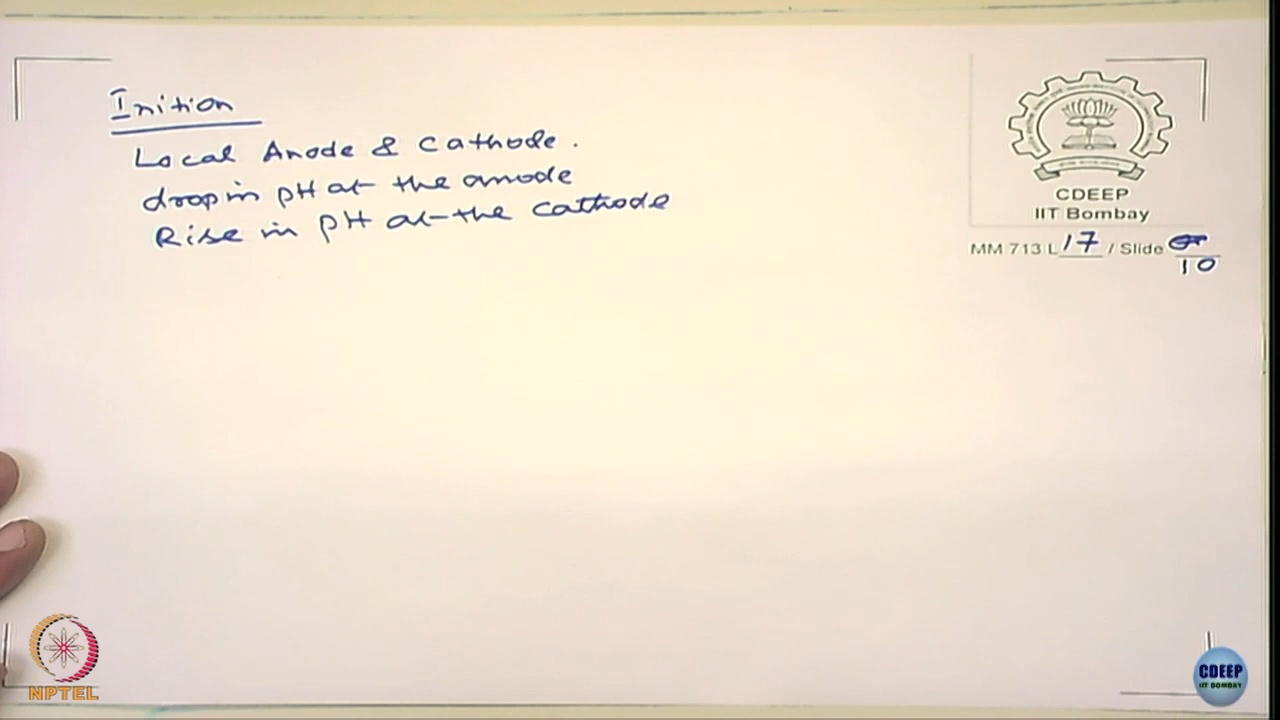 Inition
Local Anode & Cathode.
drop in pH at the anode
Rise in pH at the Cathode
CDEEP
IIT Bombay
MM 713 L 17 / Slide
10
NPTEL
CDEEP
IIT BOMBAY